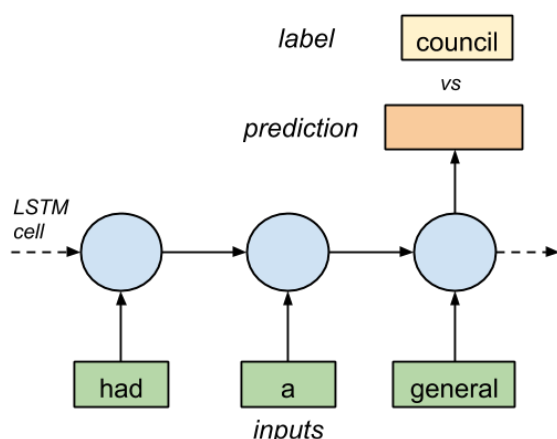 label
council
vs
prediction
LSTM
cell
had
a
general
inputs